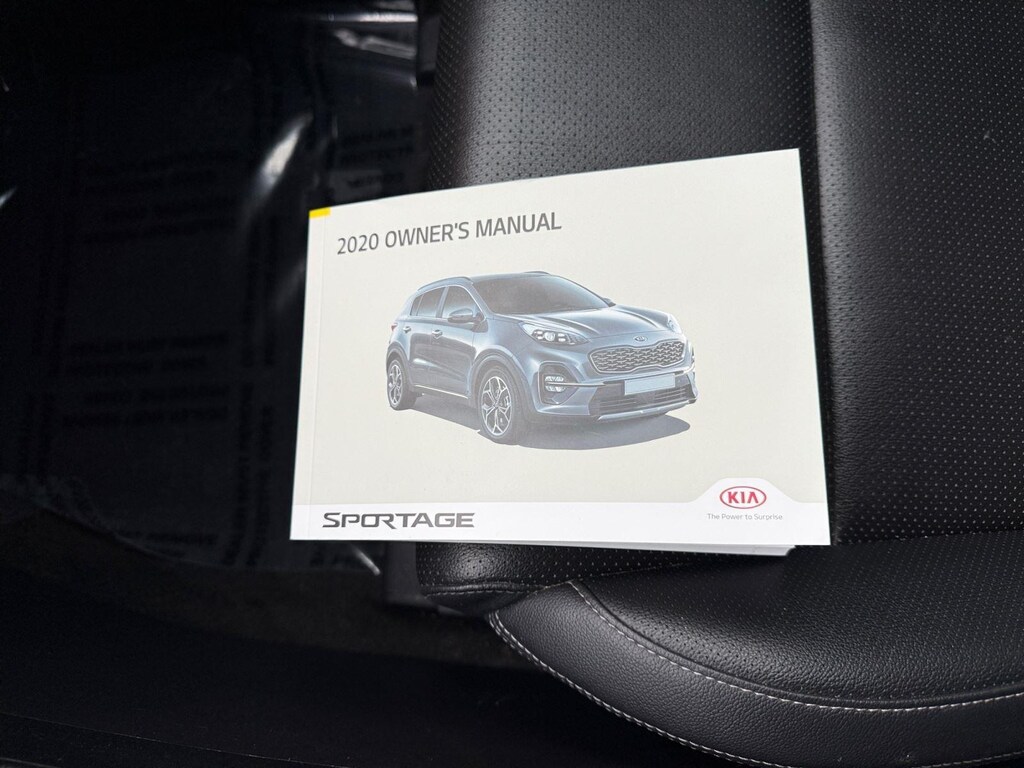 2020 OWNER'S MANUAL
SPORTAGE
KIA
The Power to Surprise